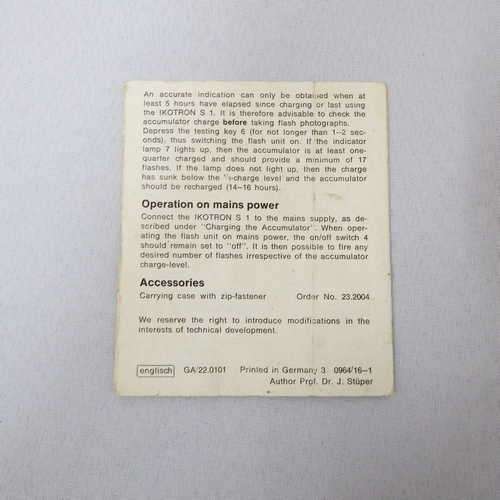 An accurate indication can only be obtained when at
least 5 hours have elapsed since charging or last using
the IKOTRON S 1. It is therefore advisable to check the
accumulator charge before taking flash photographs.
Depress the testing key 6 (for not longer than 1–2 sec-
onds), thus switching the flash unit on. If the indicator
lamp 7 lights up, then the accumulator is at least one-
quarter charged and should provide a minimum of 17
flashes. If the lamp does not light up, then the charge
has sunk below the ¼-charge level and the accumulator
should be recharged (14–16 hours).
Operation on mains power
Connect the IKOTRON S 1 to the mains supply, as de-
scribed under "Charging the Accumulator". When oper-
ating the flash unit on mains power, the on/off switch 4
should remain set to "off". It is then possible to fire any
desired number of flashes irrespective of the accumulator
charge-level.
Accessories
Carrying case with zip-fastener Order No. 23.2004
We reserve the right to introduce modifications in the
interests of technical development.
englisch GA/22.0101 Printed in Germany 3 0964/16–1
Author Prof. Dr. J. Stüper